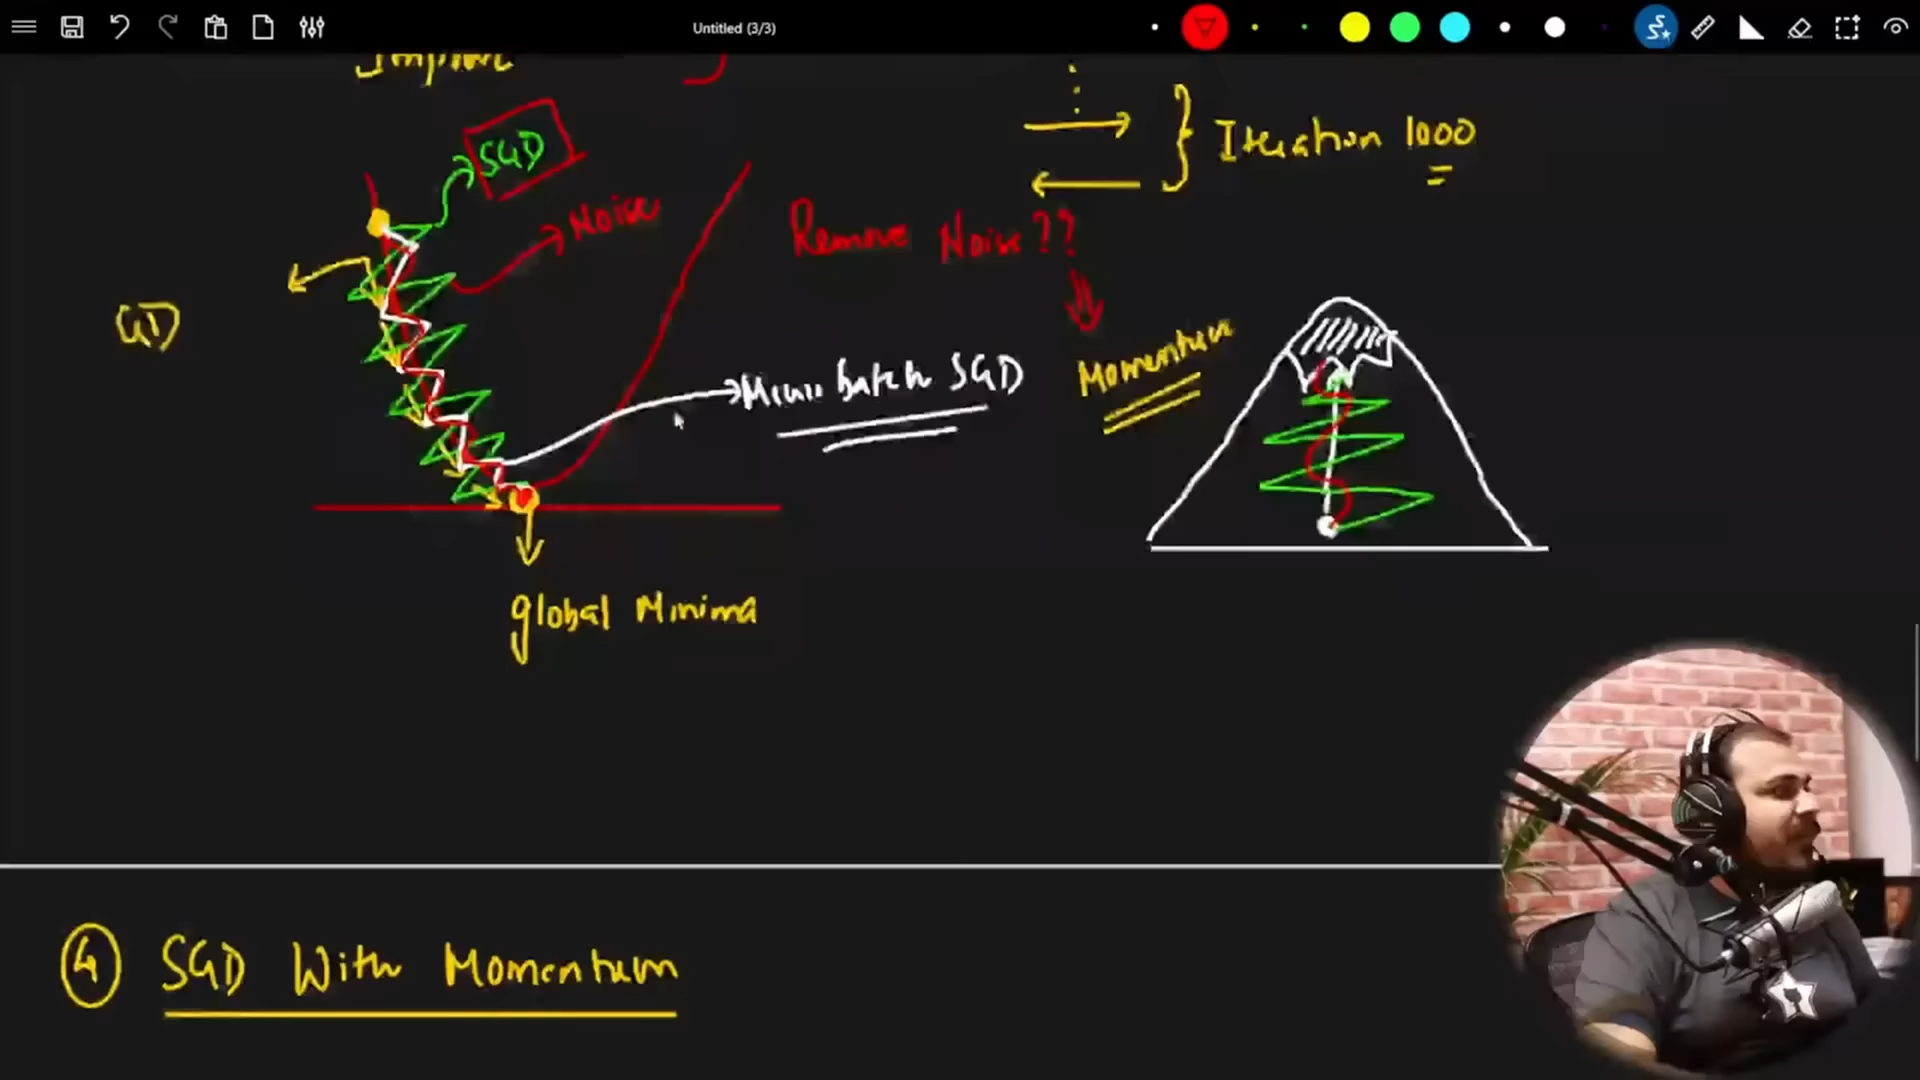 Untitled (3/3)
SGD
Iteration 1000
Noise
Remove Noise??
GD
Momentum
Mini batch SGD
global Minima
4 SGD With Momentum